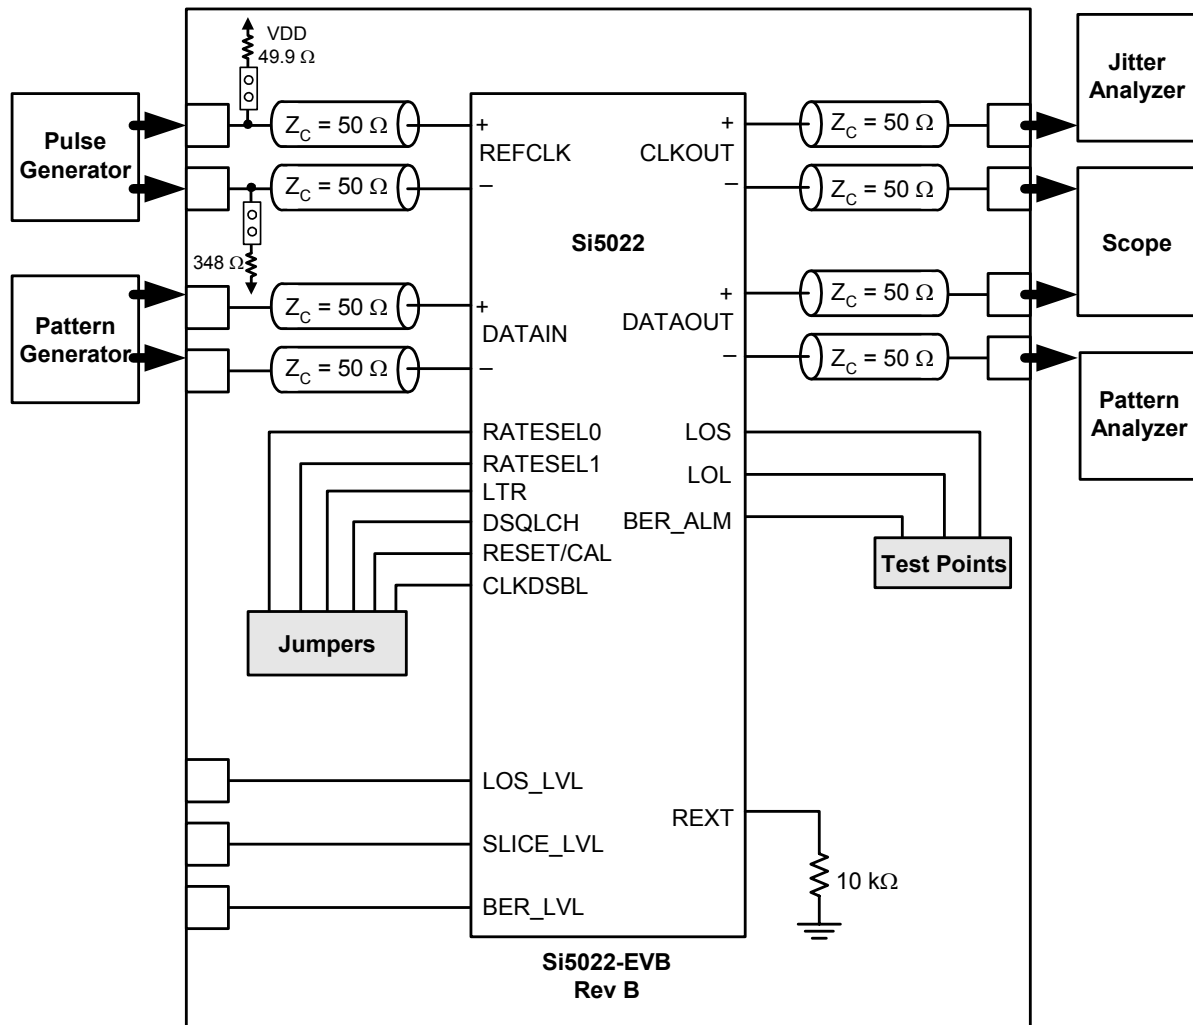 VDD
49.9 Ω
Pulse
Generator
Z_C = 50 Ω
+
REFCLK
Z_C = 50 Ω
−
348 Ω
Pattern
Generator
Z_C = 50 Ω
+
DATAIN
Z_C = 50 Ω
−
Si5022
+
CLKOUT
Z_C = 50 Ω
−
Z_C = 50 Ω
+
DATAOUT
Z_C = 50 Ω
−
Z_C = 50 Ω
Jitter
Analyzer
Scope
Pattern
Analyzer
RATESEL0
RATESEL1
LTR
DSQLCH
RESET/CAL
CLKDSBL
Jumpers
LOS
LOL
BER_ALM
Test Points
LOS_LVL
SLICE_LVL
BER_LVL
REXT
10 kΩ
Si5022-EVB
Rev B